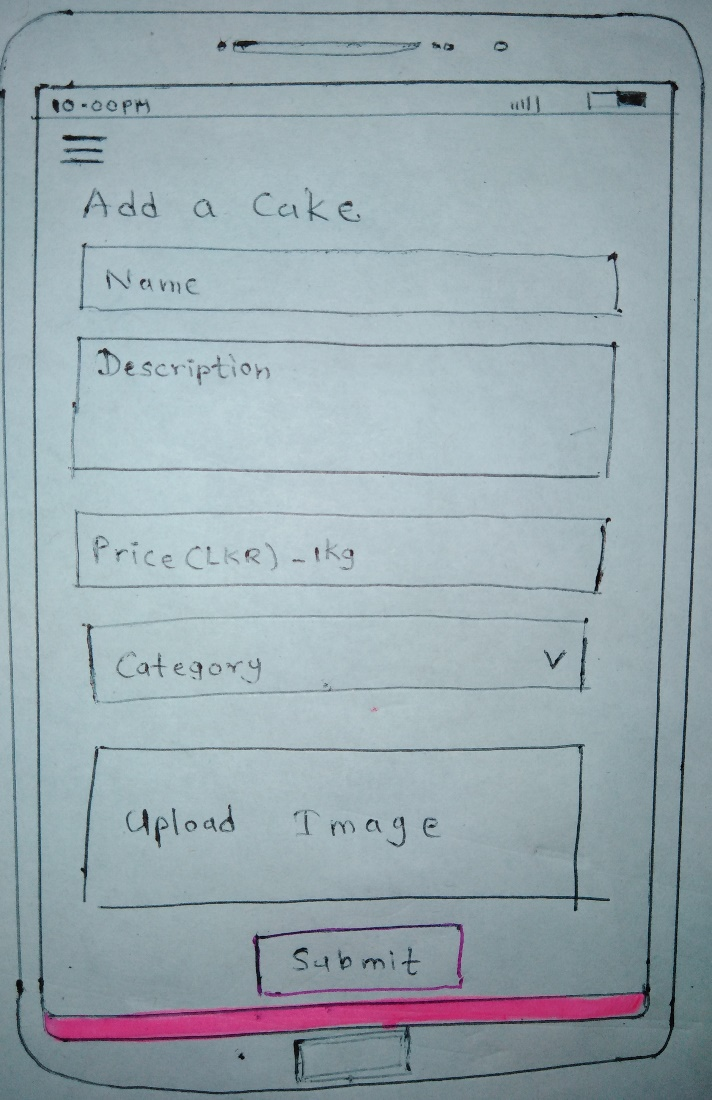 10.00PM
Add a Cake
Name
Description
Price (LKR) - 1kg
Category
Upload Image
Submit